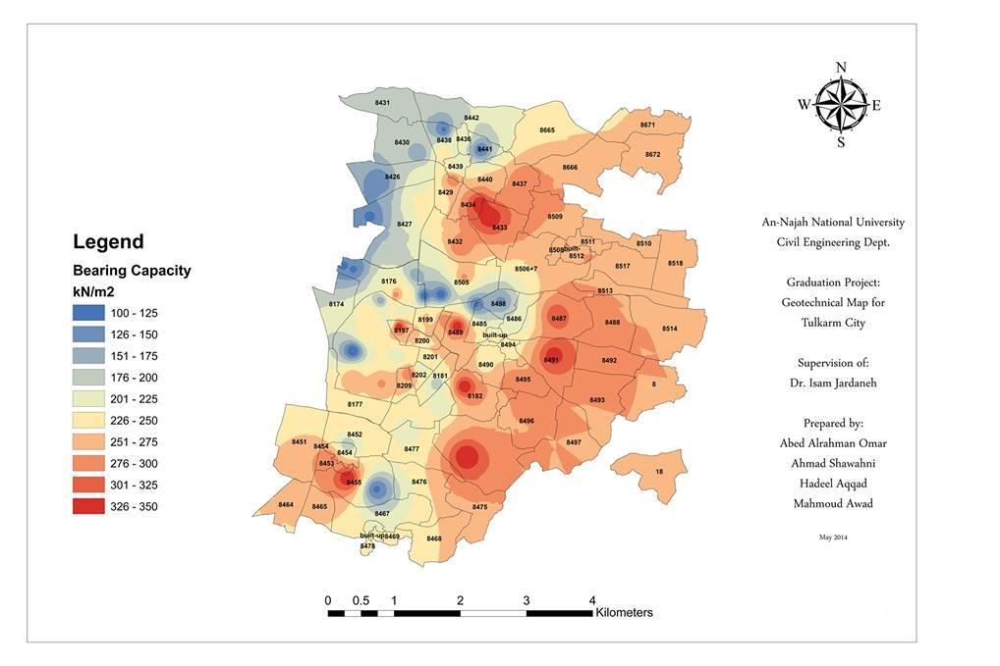 N
W E
S
8431
8442
8671
8665
8438
8436
8430
8441
8672
8439
8666
8426
8440
8437
8429
8434
8509
8427
8433
8432
8511
8510
8508
built-
8512
8518
8517
8506+7
8176
8505
8513
8174
8498
8199
8485
8486
8487
8488
8197
8489
8514
built-up
8200
8494
8201
8491
8492
8490
8202
8181
8495
8209
8
8182
8177
8493
8496
8452
8451
8454
8454
8477
8497
8453
18
8455
8476
8464
8465
8475
8467
built-up
8469
8468
8478
Legend
Bearing Capacity
kN/m2
100 - 125
126 - 150
151 - 175
176 - 200
201 - 225
226 - 250
251 - 275
276 - 300
301 - 325
326 - 350
An-Najah National University
Civil Engineering Dept.
Graduation Project:
Geotechnical Map for
Tulkarm City
Supervision of:
Dr. Isam Jardaneh
Prepared by:
Abed Alrahman Omar
Ahmad Shawahni
Hadeel Aqqad
Mahmoud Awad
May 2014
0 0.5 1 2 3 4
Kilometers